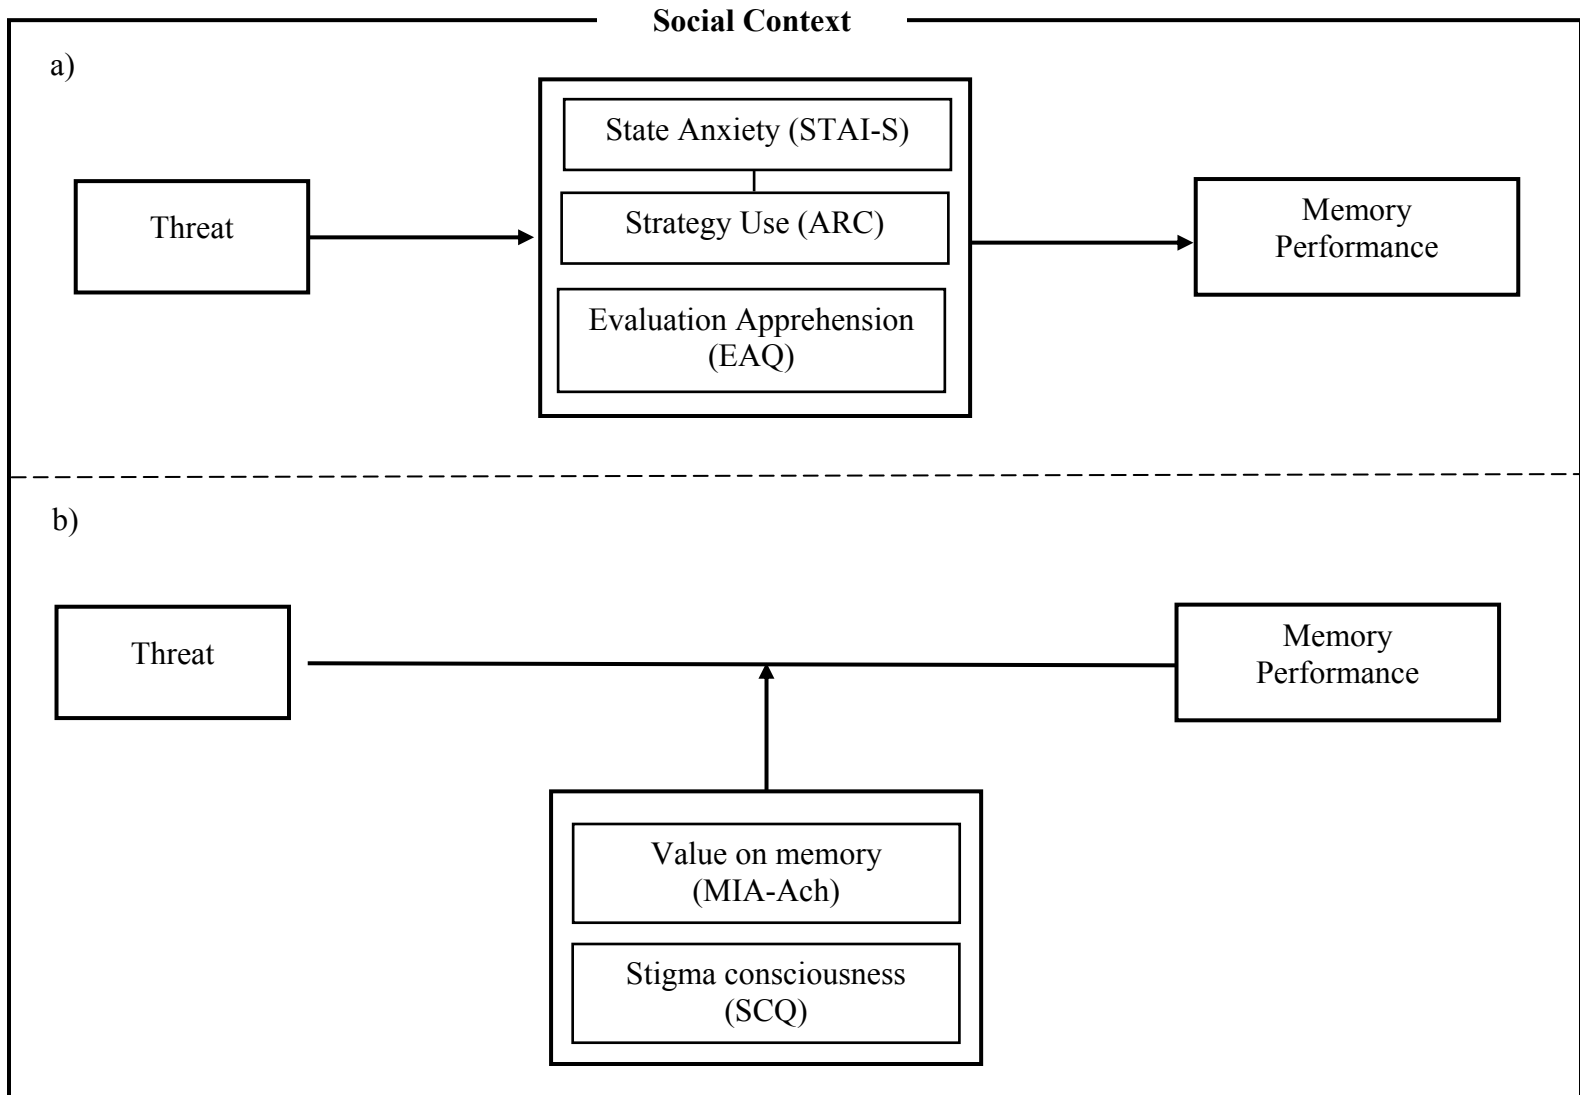 Social Context
a)
State Anxiety (STAI-S)
Threat
Strategy Use (ARC)
Memory
Performance
Evaluation Apprehension
(EAQ)
b)
Threat
Memory
Performance
Value on memory
(MIA-Ach)
Stigma consciousness
(SCQ)